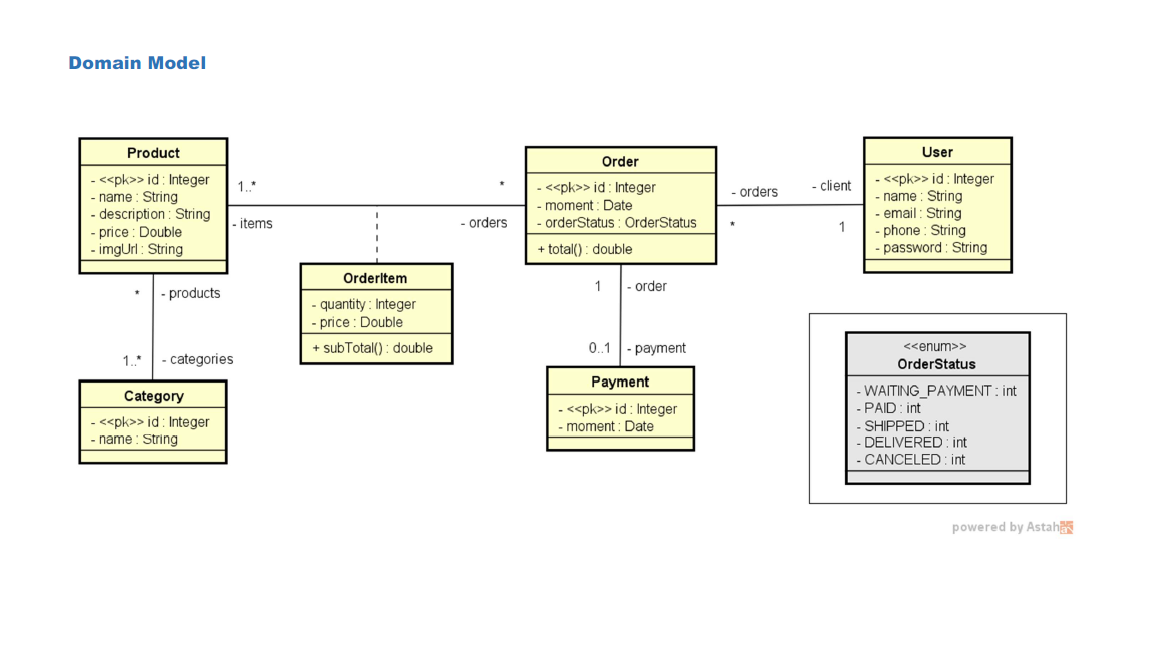 Domain Model
Product
- <<pk>> id : Integer
- name : String
- description : String
- price : Double
- imgUrl : String
1..*
- items
*
- orders
Order
- <<pk>> id : Integer
- moment : Date
- orderStatus : OrderStatus
+ total() : double
- orders
*
- client
1
User
- <<pk>> id : Integer
- name : String
- email : String
- phone : String
- password : String
OrderItem
- quantity : Integer
- price : Double
+ subTotal() : double
* - products
1..* - categories
Category
- <<pk>> id : Integer
- name : String
1 - order
0..1 - payment
Payment
- <<pk>> id : Integer
- moment : Date
<<enum>>
OrderStatus
- WAITING_PAYMENT : int
- PAID : int
- SHIPPED : int
- DELIVERED : int
- CANCELED : int
powered by Astah